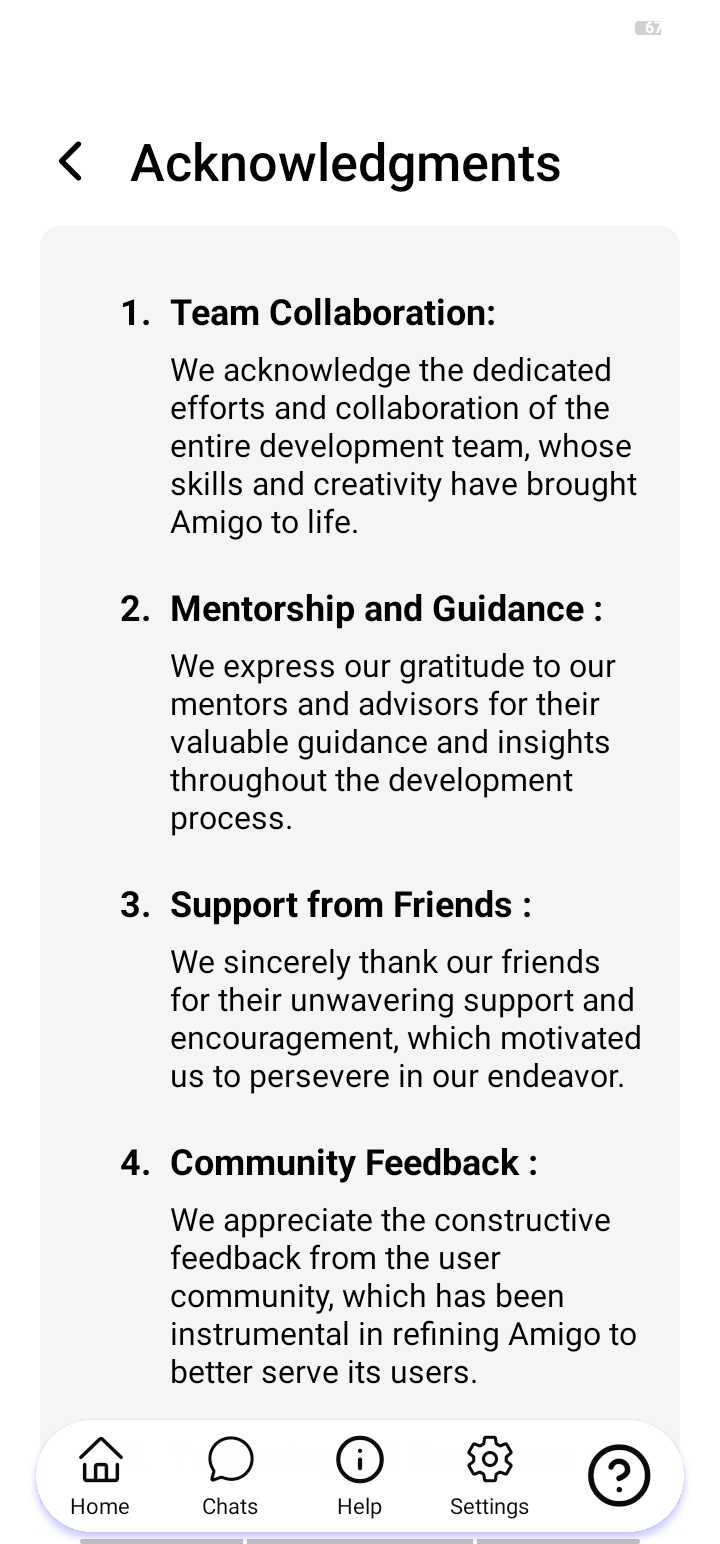 67
Acknowledgments
1. Team Collaboration:
We acknowledge the dedicated
efforts and collaboration of the
entire development team, whose
skills and creativity have brought
Amigo to life.
2. Mentorship and Guidance :
We express our gratitude to our
mentors and advisors for their
valuable guidance and insights
throughout the development
process.
3. Support from Friends :
We sincerely thank our friends
for their unwavering support and
encouragement, which motivated
us to persevere in our endeavor.
4. Community Feedback :
We appreciate the constructive
feedback from the user
community, which has been
instrumental in refining Amigo to
better serve its users.
Home Chats Help Settings